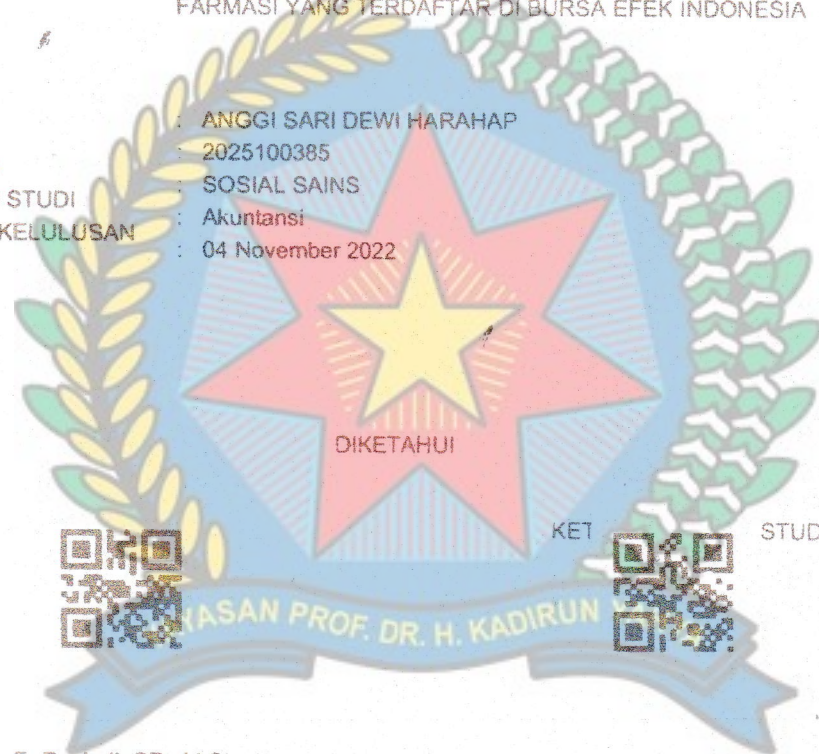 FARMASI YANG TERDAFTAR DI BURSA EFEK INDONESIA
: ANGGI SARI DEWI HARAHAP
: 2025100385
: SOSIAL SAINS
STUDI : Akuntansi
KELULUSAN : 04 November 2022
DIKETAHUI
KET STUD
PROF. DR. H. KADIRUN